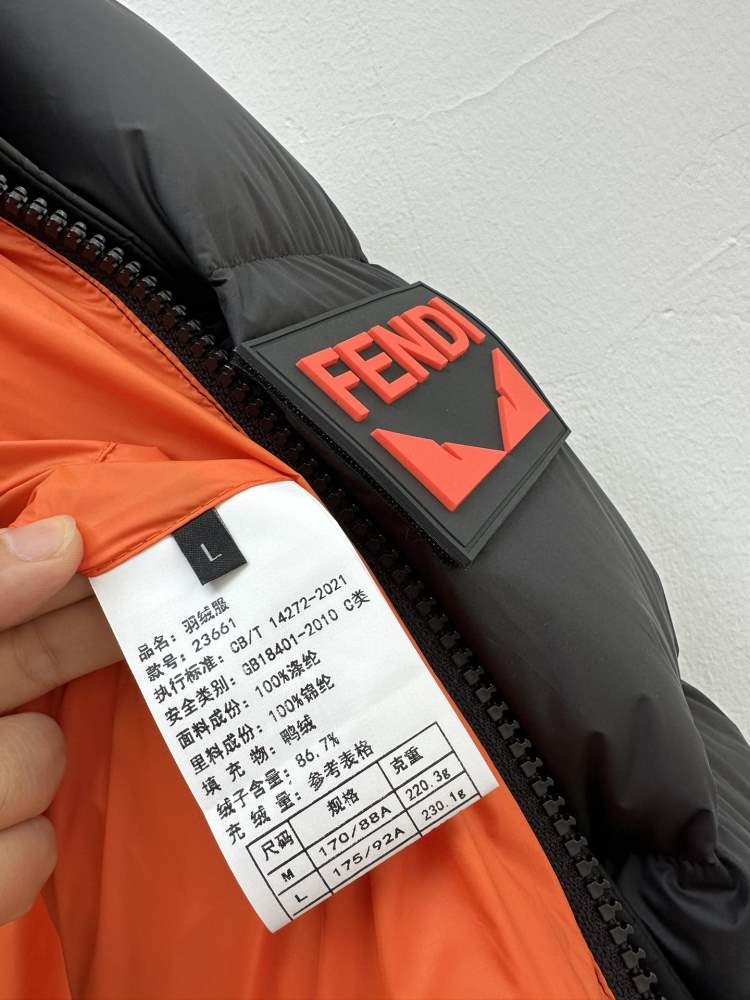 FENDI
L
品名：羽绒服
款号：23661
执行标准：GB/T 14272-2021
安全类别：GB18401-2010 C类
面料成份：100%涤纶
里料成份：100%锦纶
填 充 物：鸭绒
绒子含量：86.7%
充 绒 量：参考表格
尺码 规格 克重
M 170/88A 220.3g
L 175/92A 230.1g